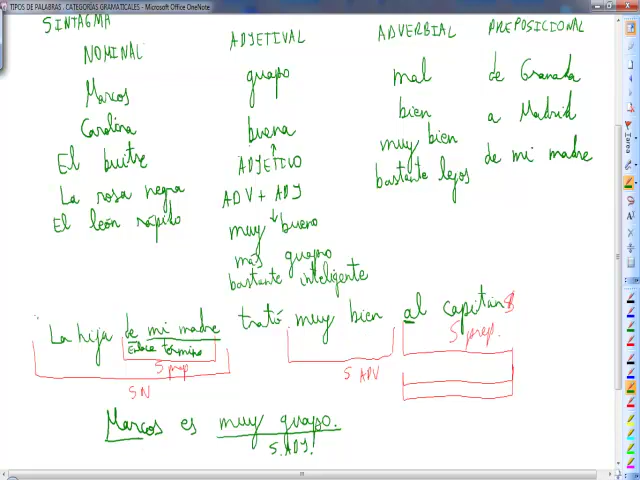 TIPOS DE PALABRAS . CATEGORÍAS GRAMATICALES - Microsoft Office OneNote
SINTAGMA
NOMINAL
Marcos
Carolina
El buitre
La rosa negra
El león rápido
ADJETIVAL
guapo
buena
ADJETIVO
ADV + ADJ
muy bueno
más guapo
bastante inteligente
ADVERBIAL
mal
bien
muy bien
bastante lejos
PREPOSICIONAL
de Granada
a Madrid
de mi madre
La hija de mi madre trató muy bien al capitán
Enlace término
S prep
S N
S ADV
S prep.
Marcos es muy guapo.
S. ADJ.
Tarea